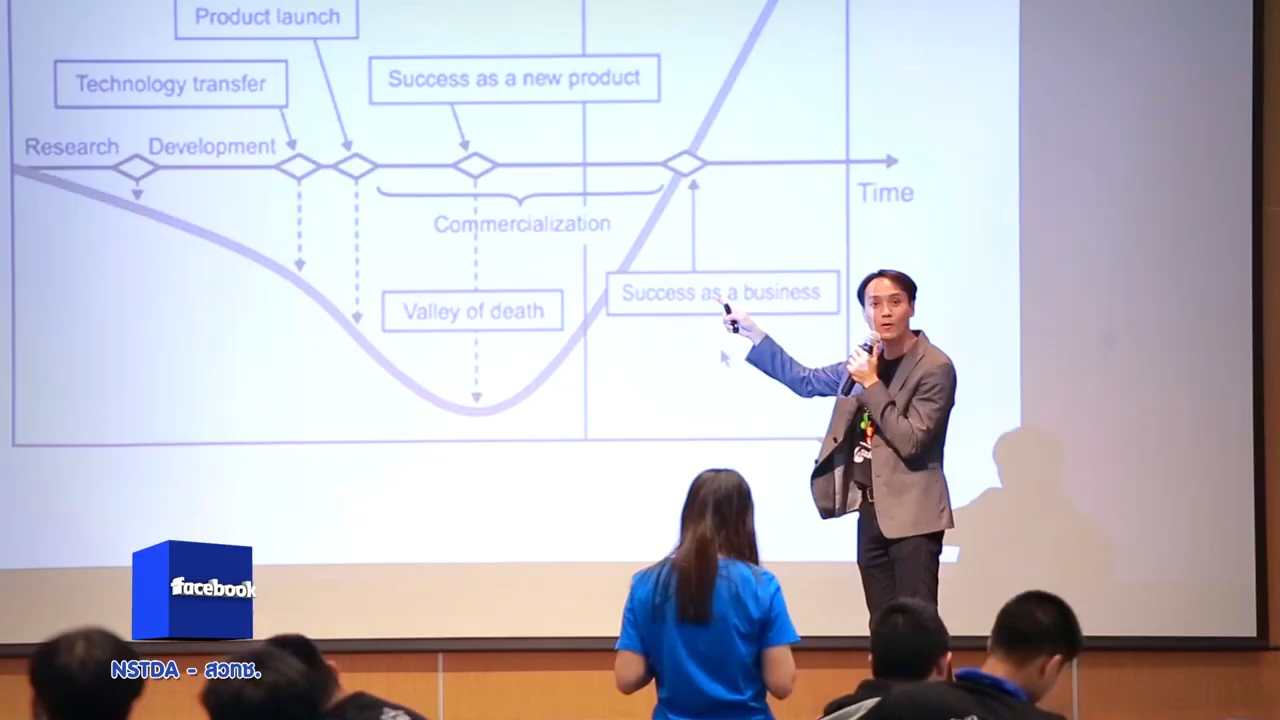 Product launch
Technology transfer
Success as a new product
Research
Development
Time
Commercialization
Success as a business
Valley of death
facebook
NSTDA - สวทช.